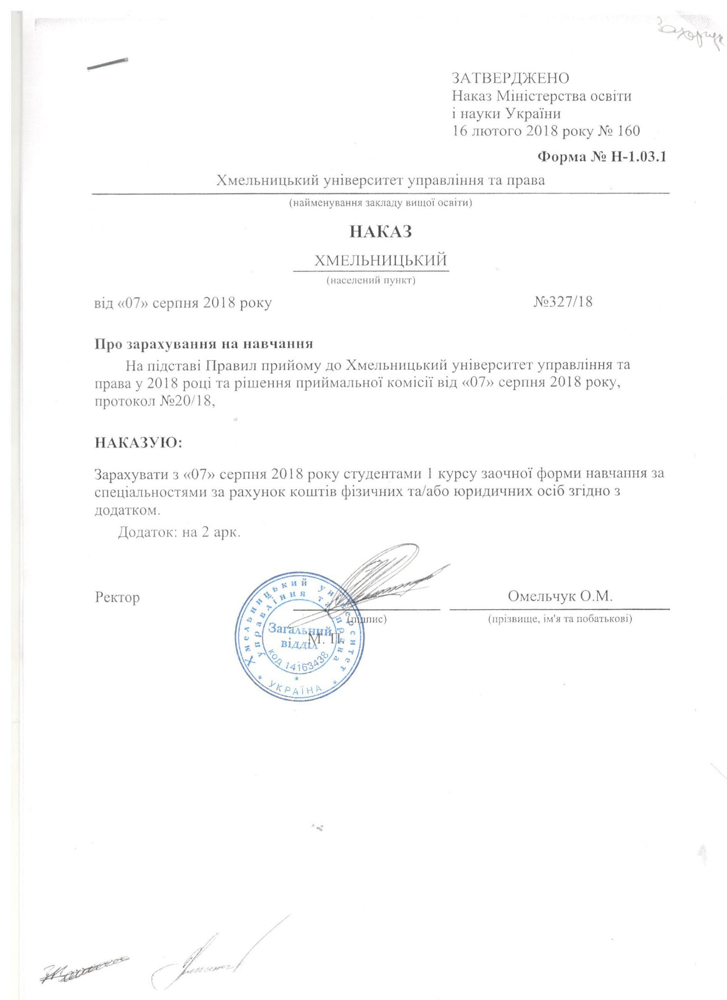 ЗАТВЕРДЖЕНО
Наказ Міністерства освіти
і науки України
16 лютого 2018 року № 160
Форма № Н-1.03.1
Хмельницький університет управління та права
(найменування закладу вищої освіти)
НАКАЗ
ХМЕЛЬНИЦЬКИЙ
(населений пункт)
від «07» серпня 2018 року №327/18
Про зарахування на навчання
На підставі Правил прийому до Хмельницький університет управління та
права у 2018 році та рішення приймальної комісії від «07» серпня 2018 року,
протокол №20/18,
НАКАЗУЮ:
Зарахувати з «07» серпня 2018 року студентами 1 курсу заочної форми навчання за
спеціальностями за рахунок коштів фізичних та/або юридичних осіб згідно з
додатком.
Додаток: на 2 арк.
Ректор Омельчук О.М.
(підпис) (прізвище, ім'я та побатькові)
М. П.
Хмельницький університет
управління та права
Загальний
відділ
код 14163438
* УКРАЇНА *